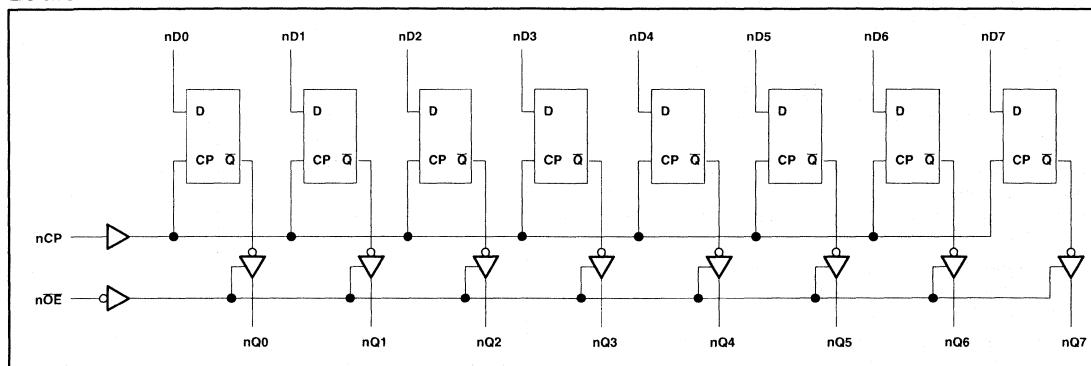 nD0 nD1 nD2 nD3 nD4 nD5 nD6 nD7
D D D D D D D D
CP Q̅ CP Q̅ CP Q̅ CP Q̅ CP Q̅ CP Q̅ CP Q̅ CP Q̅
nCP
nO̅E̅
nQ0 nQ1 nQ2 nQ3 nQ4 nQ5 nQ6 nQ7